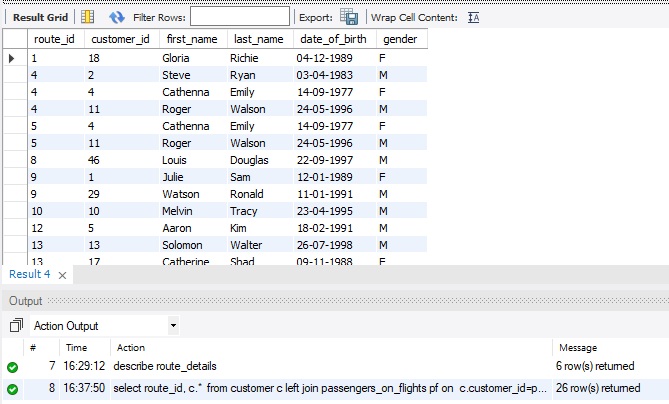 Result Grid Filter Rows: Export: Wrap Cell Content:
route_id customer_id first_name last_name date_of_birth gender
1 18 Gloria Richie 04-12-1989 F
4 2 Steve Ryan 03-04-1983 M
4 4 Cathenna Emily 14-09-1977 F
4 11 Roger Walson 24-05-1996 M
5 4 Cathenna Emily 14-09-1977 F
5 11 Roger Walson 24-05-1996 M
8 46 Louis Douglas 22-09-1997 M
9 1 Julie Sam 12-01-1989 F
9 29 Watson Ronald 11-01-1991 M
10 10 Melvin Tracy 23-04-1995 M
12 5 Aaron Kim 18-02-1991 M
13 13 Solomon Walter 26-07-1998 M
13 17 Catherine Shad 09-11-1988 F
Result 4
Output
Action Output
# Time Action Message
7 16:29:12 describe route_details 6 row(s) returned
8 16:37:50 select route_id, c.* from customer c left join passengers_on_flights pf on c.customer_id=p... 26 row(s) returned